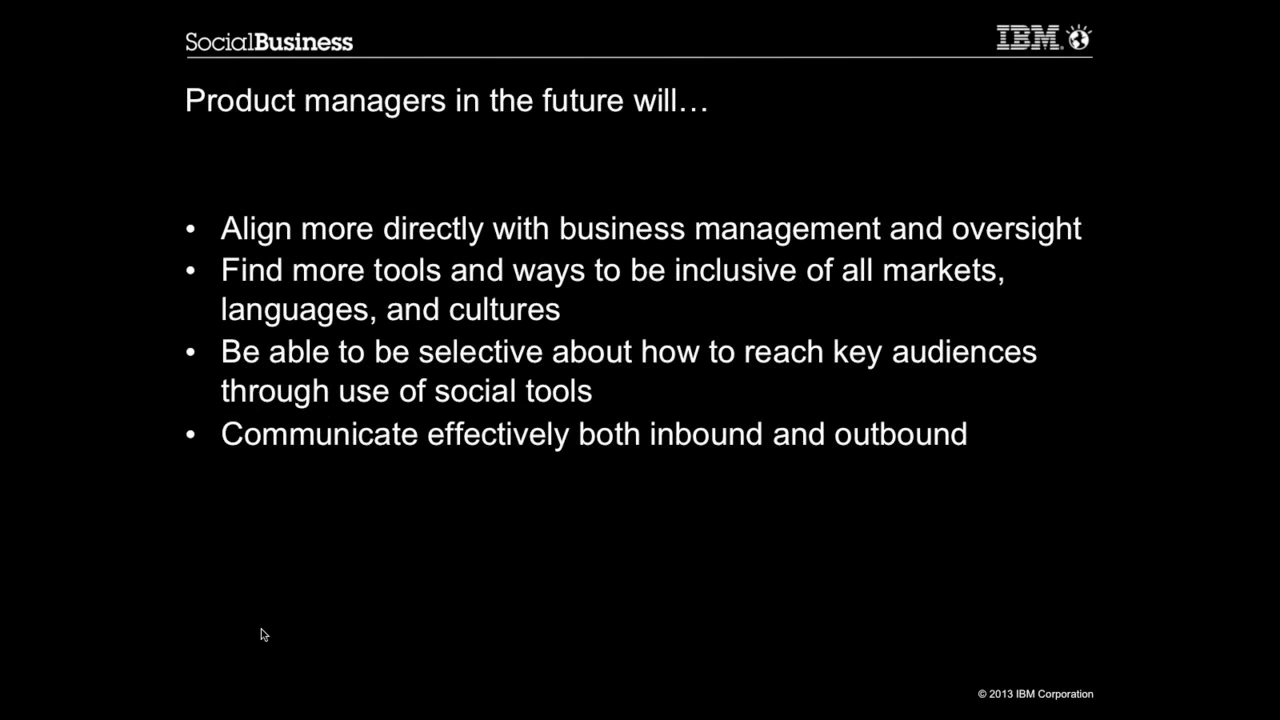 SocialBusiness
IBM
Product managers in the future will…
• Align more directly with business management and oversight
• Find more tools and ways to be inclusive of all markets,
languages, and cultures
• Be able to be selective about how to reach key audiences
through use of social tools
• Communicate effectively both inbound and outbound
© 2013 IBM Corporation